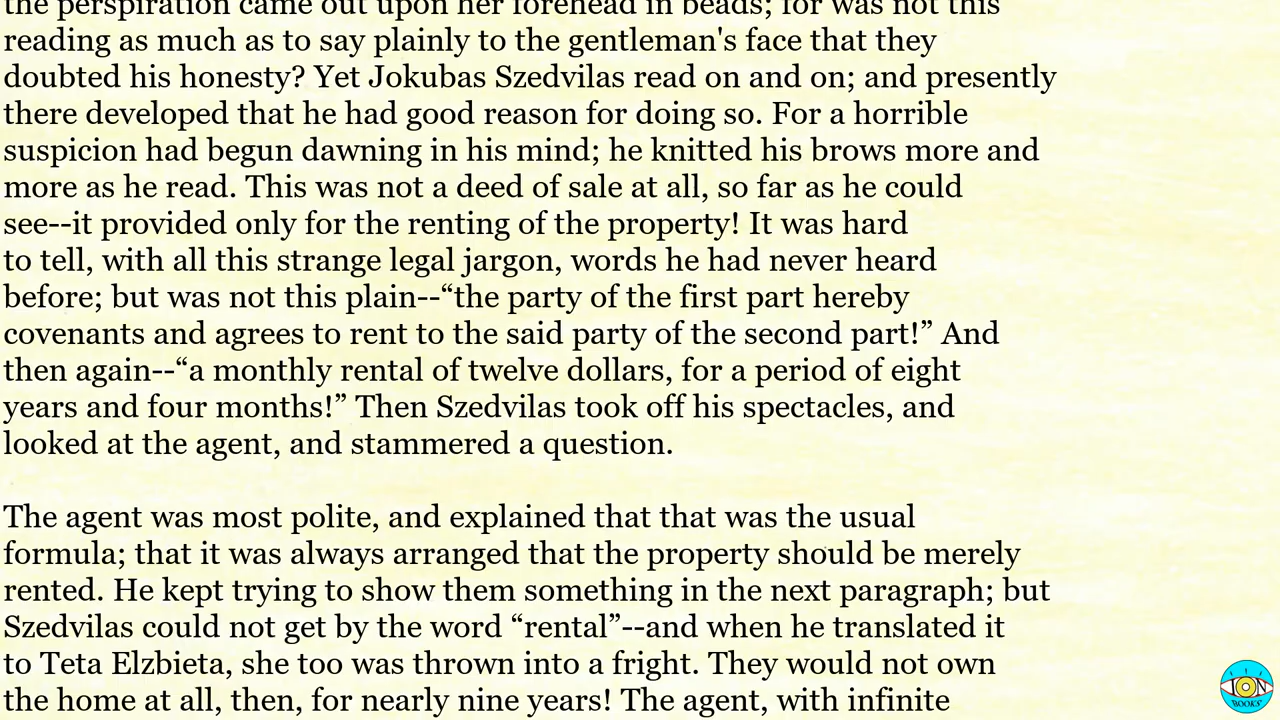 the perspiration came out upon her forehead in beads; for was not this
reading as much as to say plainly to the gentleman's face that they
doubted his honesty? Yet Jokubas Szedvilas read on and on; and presently
there developed that he had good reason for doing so. For a horrible
suspicion had begun dawning in his mind; he knitted his brows more and
more as he read. This was not a deed of sale at all, so far as he could
see--it provided only for the renting of the property! It was hard
to tell, with all this strange legal jargon, words he had never heard
before; but was not this plain--“the party of the first part hereby
covenants and agrees to rent to the said party of the second part!” And
then again--“a monthly rental of twelve dollars, for a period of eight
years and four months!” Then Szedvilas took off his spectacles, and
looked at the agent, and stammered a question.
The agent was most polite, and explained that that was the usual
formula; that it was always arranged that the property should be merely
rented. He kept trying to show them something in the next paragraph; but
Szedvilas could not get by the word “rental”--and when he translated it
to Teta Elzbieta, she too was thrown into a fright. They would not own
the home at all, then, for nearly nine years! The agent, with infinite
ION
BOOKS